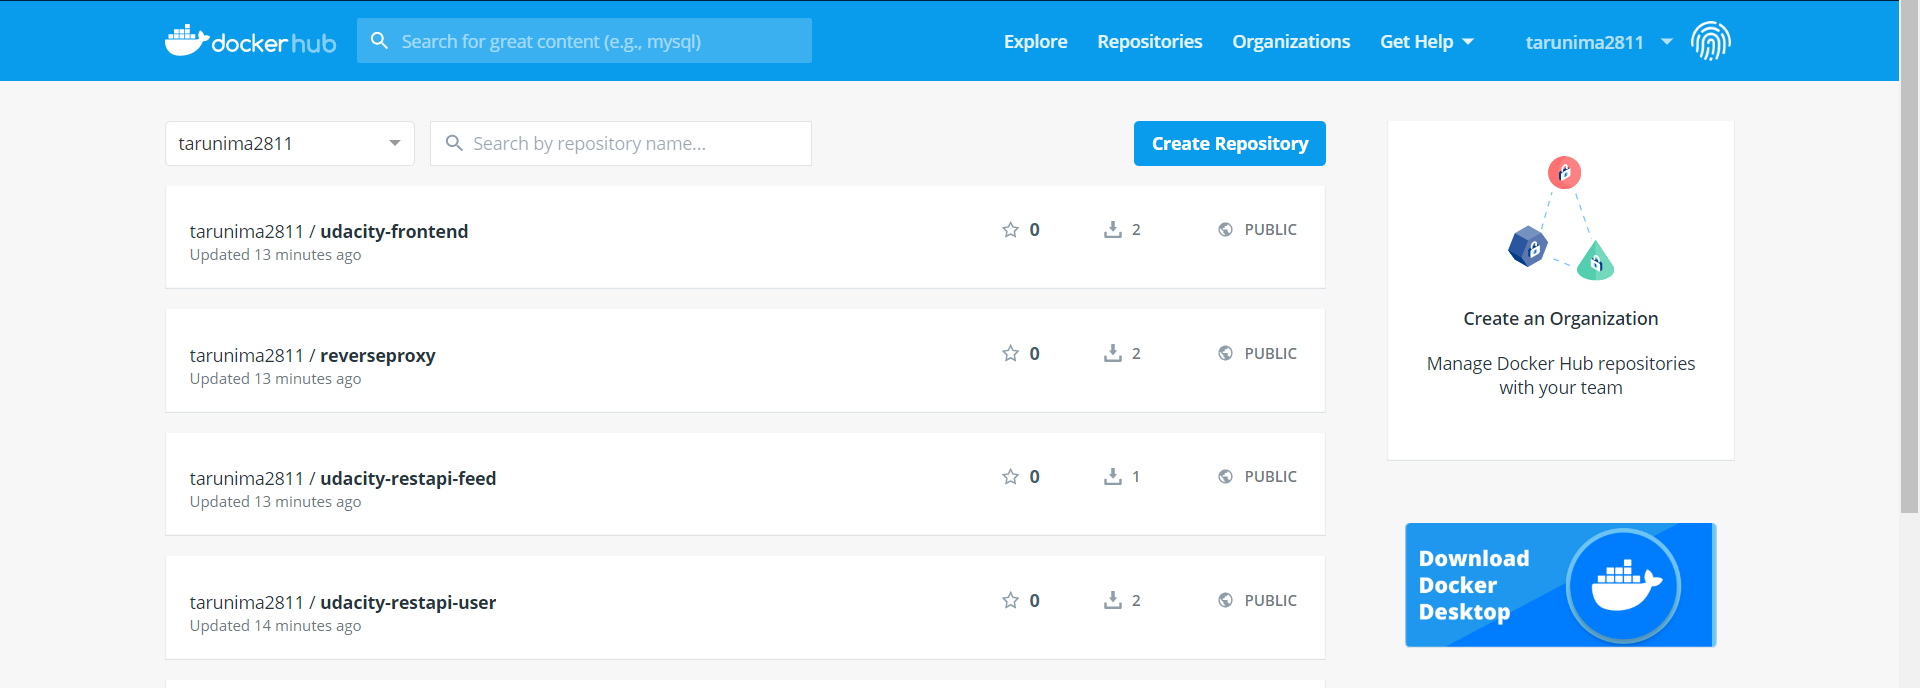 docker hub
Search for great content (e.g., mysql)
Explore
Repositories
Organizations
Get Help
tarunima2811
tarunima2811
Search by repository name...
Create Repository
tarunima2811 / udacity-frontend
Updated 13 minutes ago
0
2
PUBLIC
tarunima2811 / reverseproxy
Updated 13 minutes ago
0
2
PUBLIC
tarunima2811 / udacity-restapi-feed
Updated 13 minutes ago
0
1
PUBLIC
tarunima2811 / udacity-restapi-user
Updated 14 minutes ago
0
2
PUBLIC
Create an Organization
Manage Docker Hub repositories
with your team
Download
Docker
Desktop